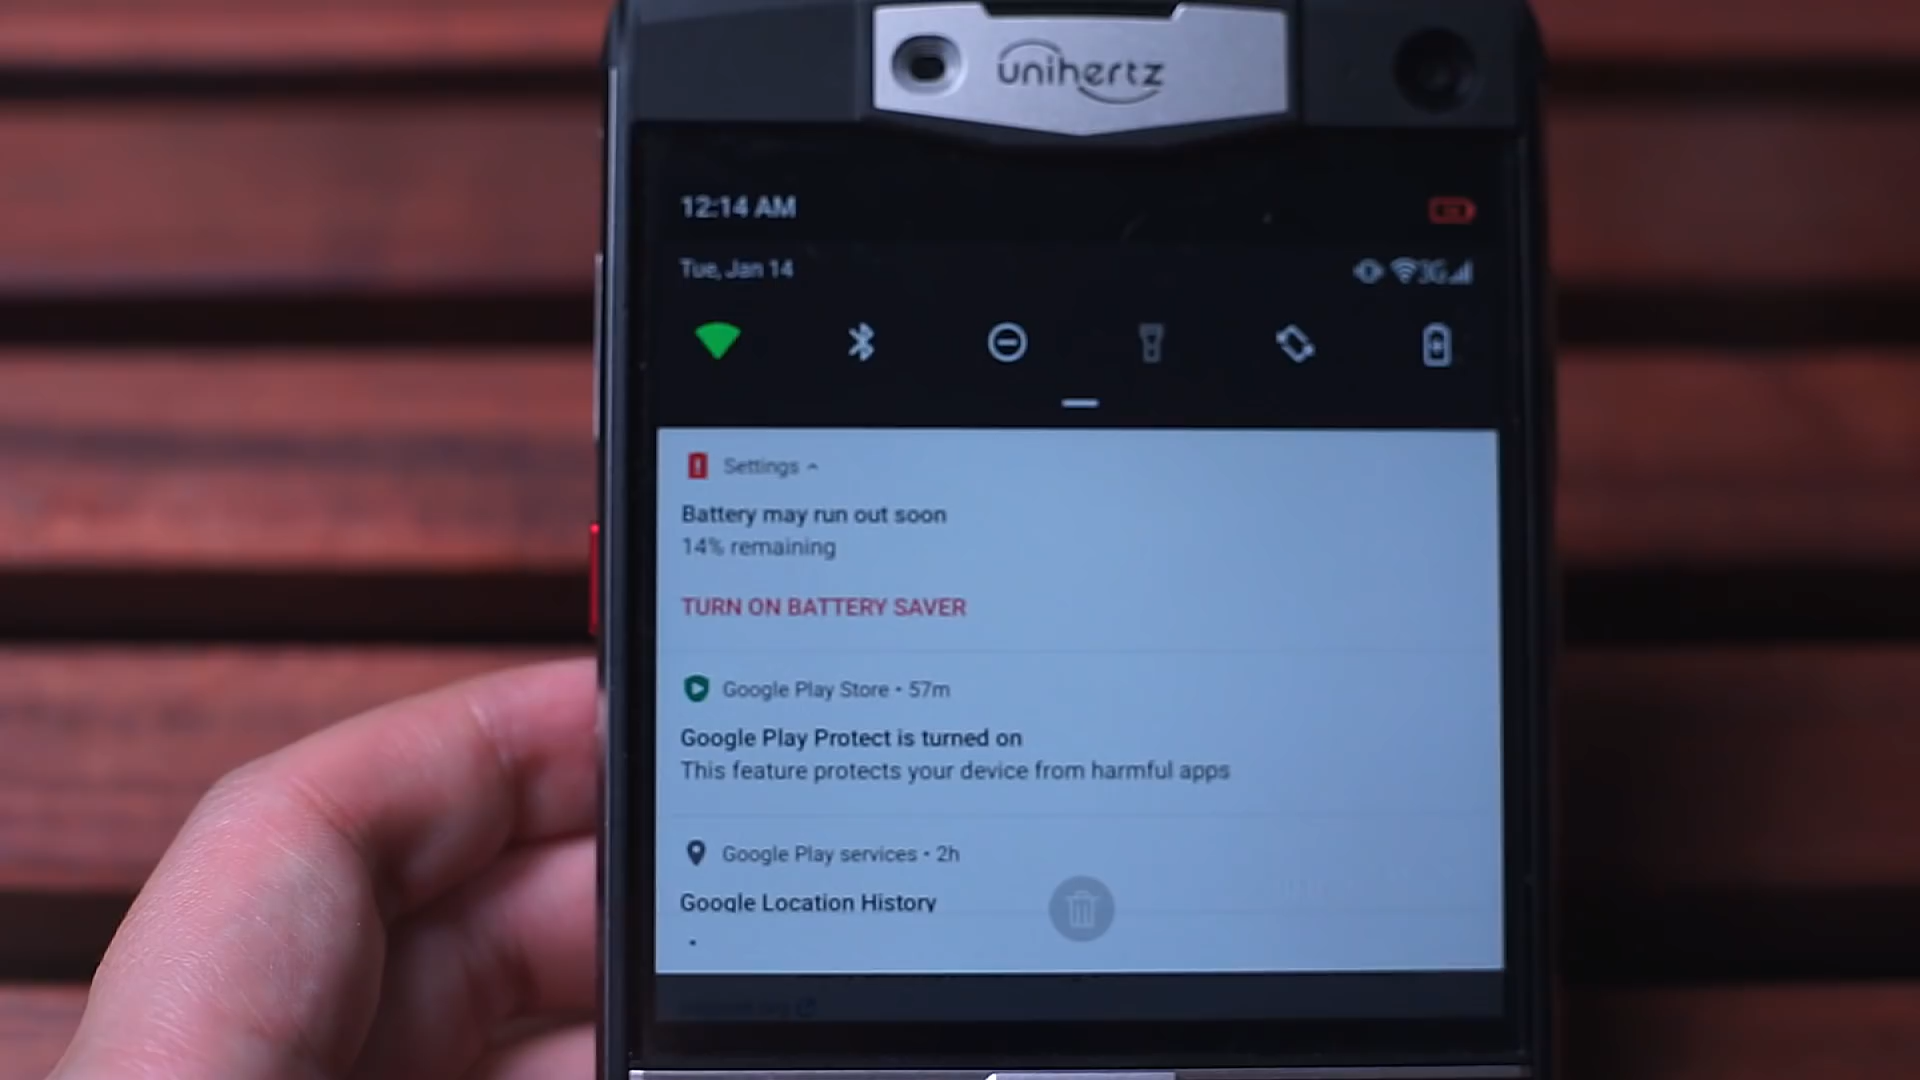 unihertz
12:14 AM
Tue, Jan 14
3G
Settings
Battery may run out soon
14% remaining
TURN ON BATTERY SAVER
Google Play Store • 57m
Google Play Protect is turned on
This feature protects your device from harmful apps
Google Play services • 2h
Google Location History